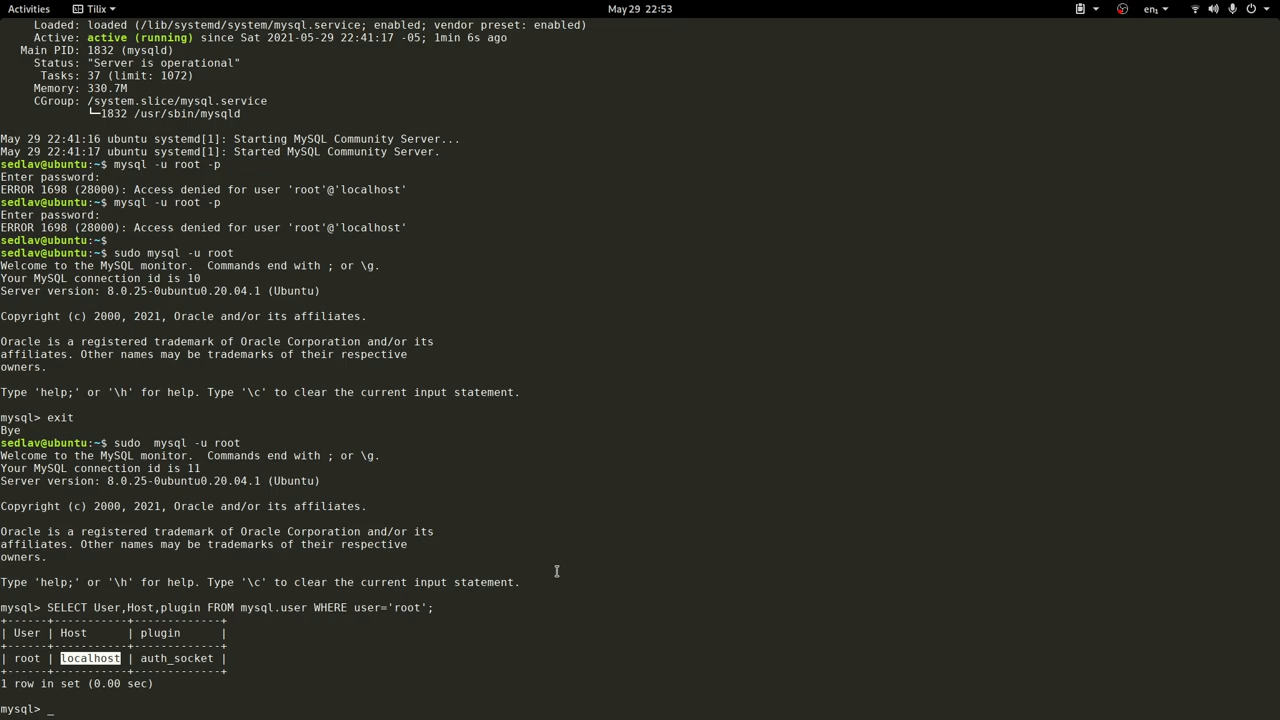 Activities Tilix May 29 22:53 en₁
Loaded: loaded (/lib/systemd/system/mysql.service; enabled; vendor preset: enabled)
Active: active (running) since Sat 2021-05-29 22:41:17 -05; 1min 6s ago
Main PID: 1832 (mysqld)
Status: "Server is operational"
Tasks: 37 (limit: 1072)
Memory: 330.7M
CGroup: /system.slice/mysql.service
└─1832 /usr/sbin/mysqld
May 29 22:41:16 ubuntu systemd[1]: Starting MySQL Community Server...
May 29 22:41:17 ubuntu systemd[1]: Started MySQL Community Server.
sedlav@ubuntu:~$ mysql -u root -p
Enter password:
ERROR 1698 (28000): Access denied for user 'root'@'localhost'
sedlav@ubuntu:~$ mysql -u root -p
Enter password:
ERROR 1698 (28000): Access denied for user 'root'@'localhost'
sedlav@ubuntu:~$
sedlav@ubuntu:~$ sudo mysql -u root
Welcome to the MySQL monitor.  Commands end with ; or \g.
Your MySQL connection id is 10
Server version: 8.0.25-0ubuntu0.20.04.1 (Ubuntu)
Copyright (c) 2000, 2021, Oracle and/or its affiliates.
Oracle is a registered trademark of Oracle Corporation and/or its
affiliates. Other names may be trademarks of their respective
owners.
Type 'help;' or '\h' for help. Type '\c' to clear the current input statement.
mysql> exit
Bye
sedlav@ubuntu:~$ sudo  mysql -u root
Welcome to the MySQL monitor.  Commands end with ; or \g.
Your MySQL connection id is 11
Server version: 8.0.25-0ubuntu0.20.04.1 (Ubuntu)
Copyright (c) 2000, 2021, Oracle and/or its affiliates.
Oracle is a registered trademark of Oracle Corporation and/or its
affiliates. Other names may be trademarks of their respective
owners.
Type 'help;' or '\h' for help. Type '\c' to clear the current input statement.
mysql> SELECT User,Host,plugin FROM mysql.user WHERE user='root';
+------+-----------+-------------+
| User | Host      | plugin      |
+------+-----------+-------------+
| root | localhost | auth_socket |
+------+-----------+-------------+
1 row in set (0.00 sec)
mysql> _